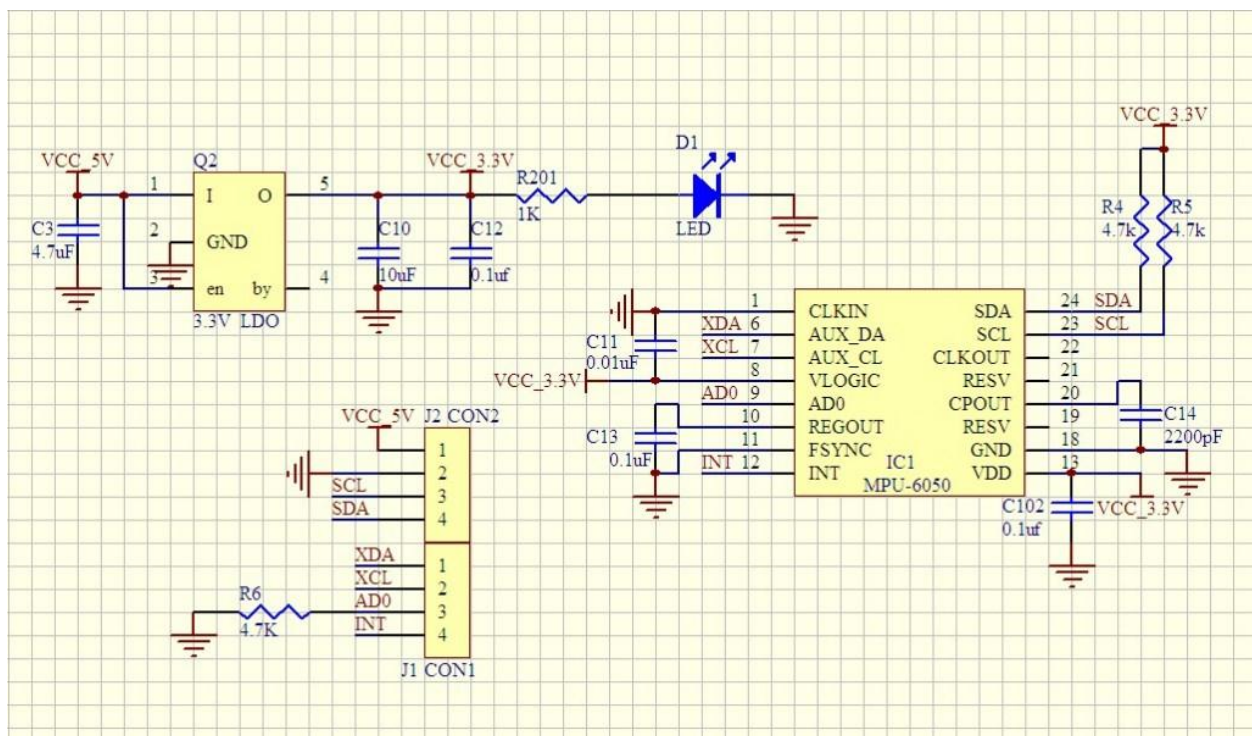 VCC_5V
Q2
1
I
O
5
2
GND
3
en
by
4
3.3V LDO
C3
4.7uF
VCC_3.3V
C10
10uF
C12
0.1uf
R201
1K
D1
LED
VCC_3.3V
R4
4.7k
R5
4.7k
1 CLKIN
XDA 6 AUX_DA
XCL 7 AUX_CL
8 VLOGIC
AD0 9 AD0
10 REGOUT
11 FSYNC
INT 12 INT
SDA 24 SDA
SCL 23 SCL
CLKOUT 22
RESV 21
CPOUT 20
RESV 19
GND 18
VDD 13
IC1
MPU-6050
C11
0.01uF
VCC_3.3V
C13
0.1uF
C14
2200pF
C102
0.1uf
VCC_3.3V
VCC_5V
J2 CON2
1
2
SCL 3
SDA 4
XDA 1
XCL 2
AD0 3
INT 4
R6
4.7K
J1 CON1